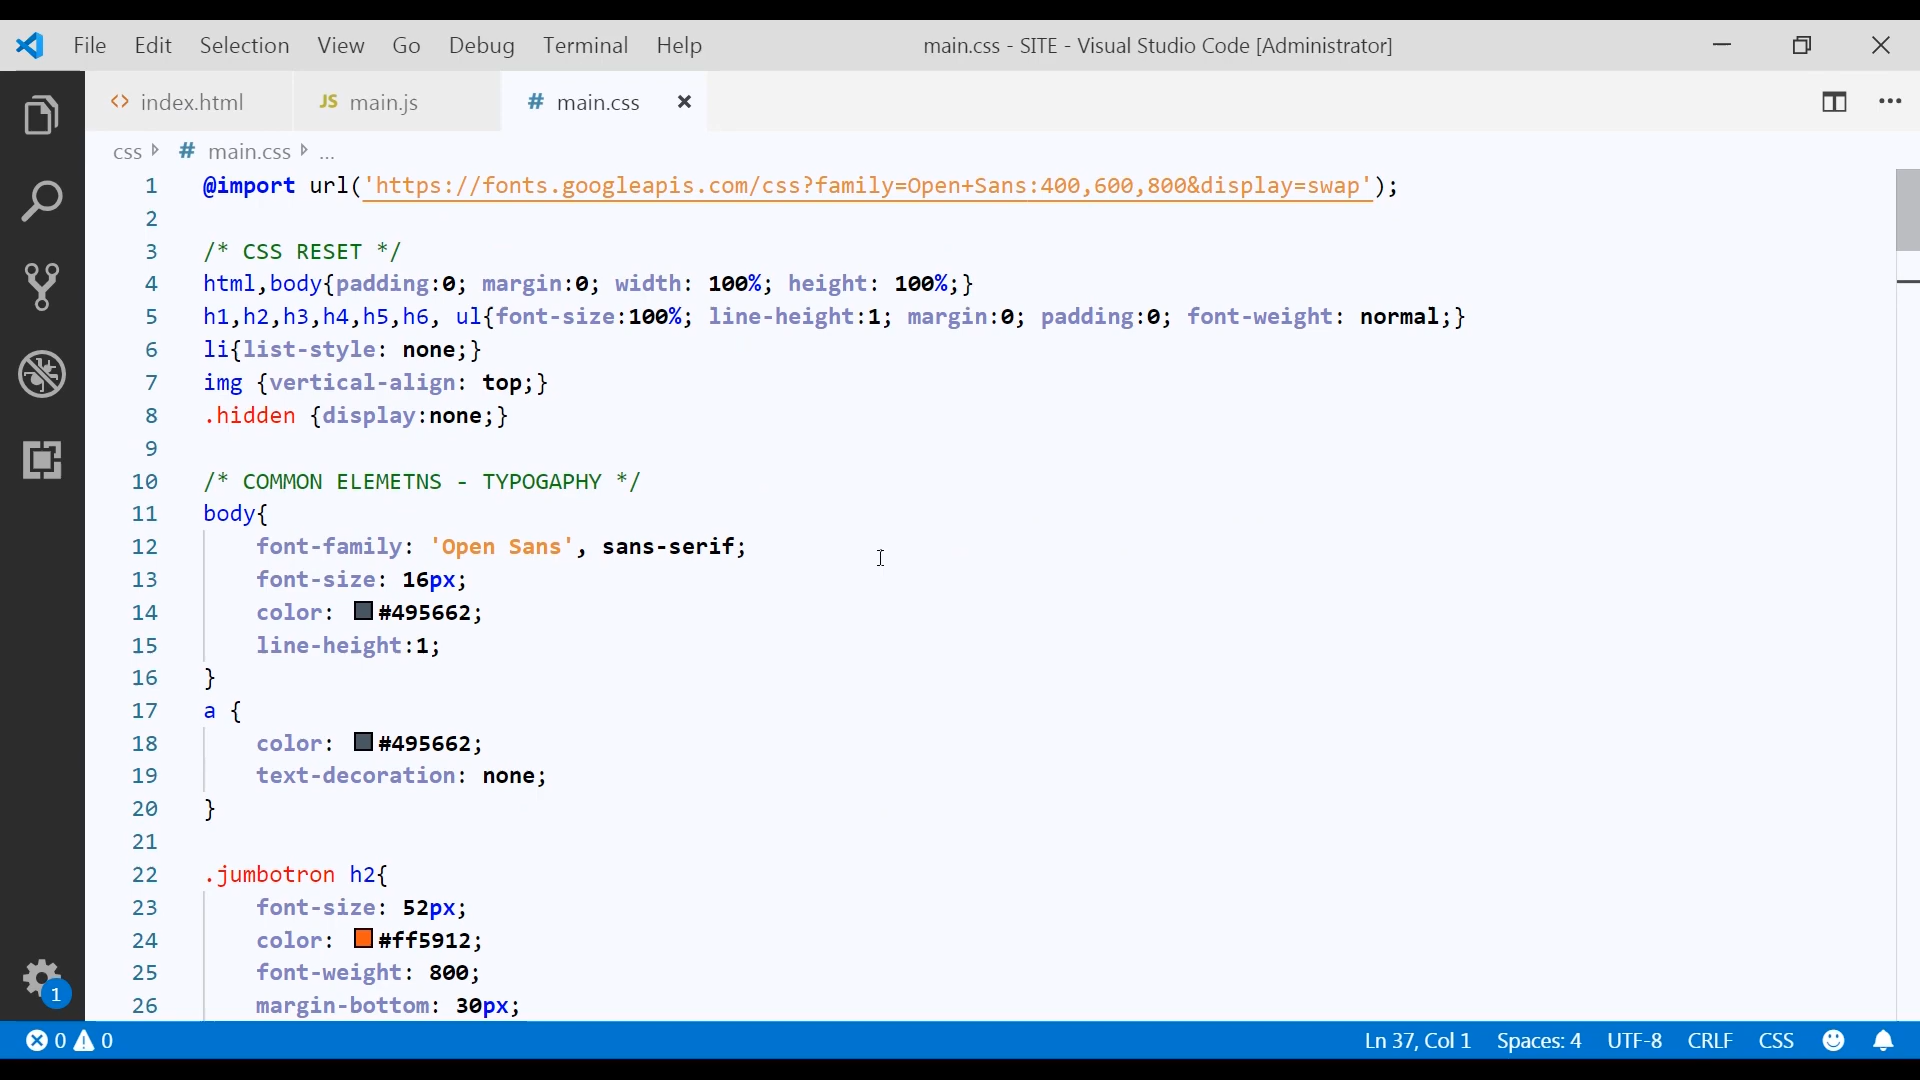 File Edit Selection View Go Debug Terminal Help main.css - SITE - Visual Studio Code [Administrator]
<> index.html JS main.js # main.css ×
css # main.css ...
1 @import url('https://fonts.googleapis.com/css?family=Open+Sans:400,600,800&display=swap');
2
3 /* CSS RESET */
4 html,body{padding:0; margin:0; width: 100%; height: 100%;}
5 h1,h2,h3,h4,h5,h6, ul{font-size:100%; line-height:1; margin:0; padding:0; font-weight: normal;}
6 li{list-style: none;}
7 img {vertical-align: top;}
8 .hidden {display:none;}
9
10 /* COMMON ELEMETNS - TYPOGAPHY */
11 body{
12 font-family: 'Open Sans', sans-serif;
13 font-size: 16px;
14 color: #495662;
15 line-height:1;
16 }
17 a {
18 color: #495662;
19 text-decoration: none;
20 }
21
22 .jumbotron h2{
23 font-size: 52px;
24 color: #ff5912;
25 font-weight: 800;
26 margin-bottom: 30px;
1
0 0 Ln 37, Col 1 Spaces: 4 UTF-8 CRLF CSS